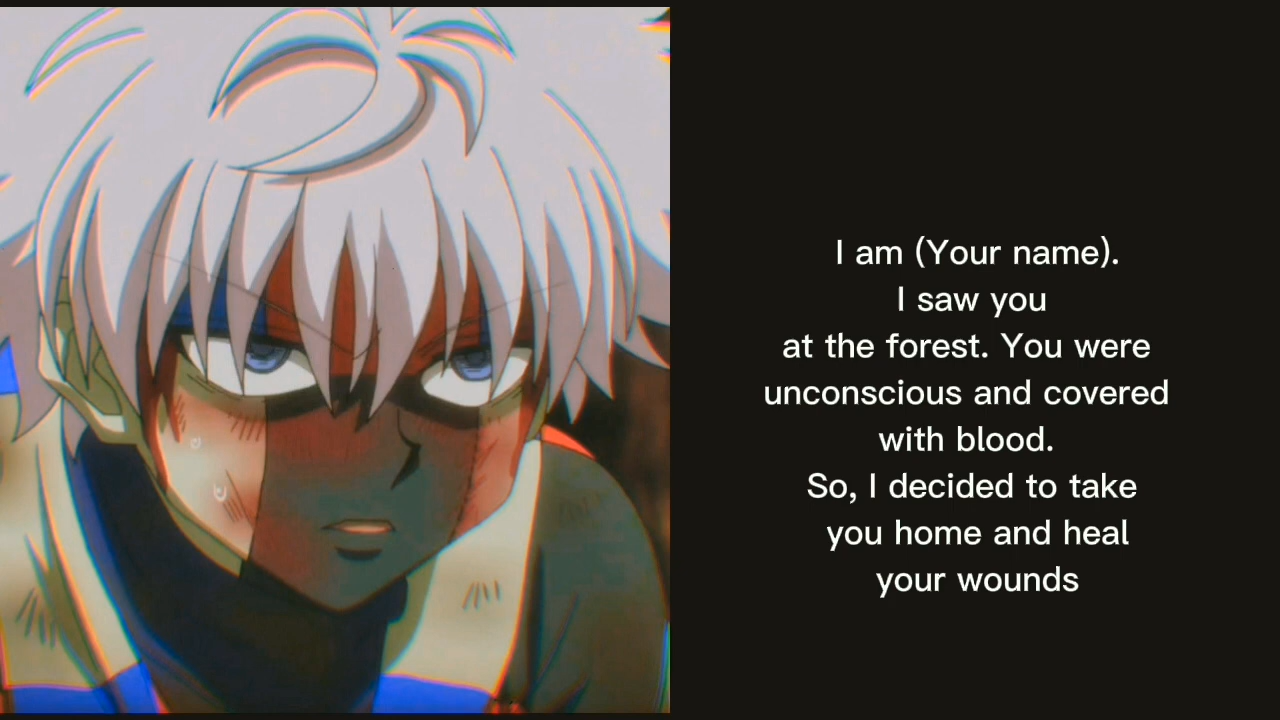 I am (Your name).
I saw you
at the forest. You were
unconscious and covered
with blood.
So, I decided to take
you home and heal
your wounds